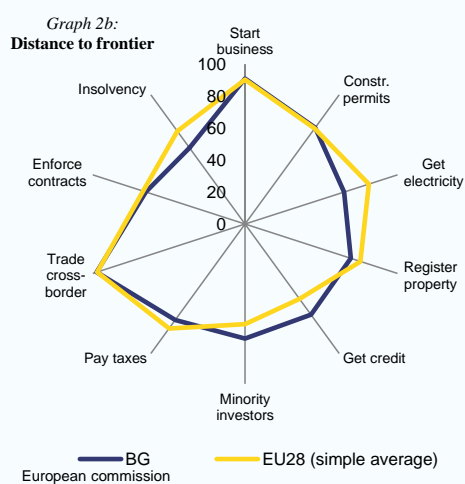 Graph 2b:
Distance to frontier
Start
business
100
80
60
40
20
0
Constr.
permits
Get
electricity
Register
property
Get credit
Minority
investors
Pay taxes
Trade
cross-
border
Enforce
contracts
Insolvency
BG
EU28 (simple average)
European commission